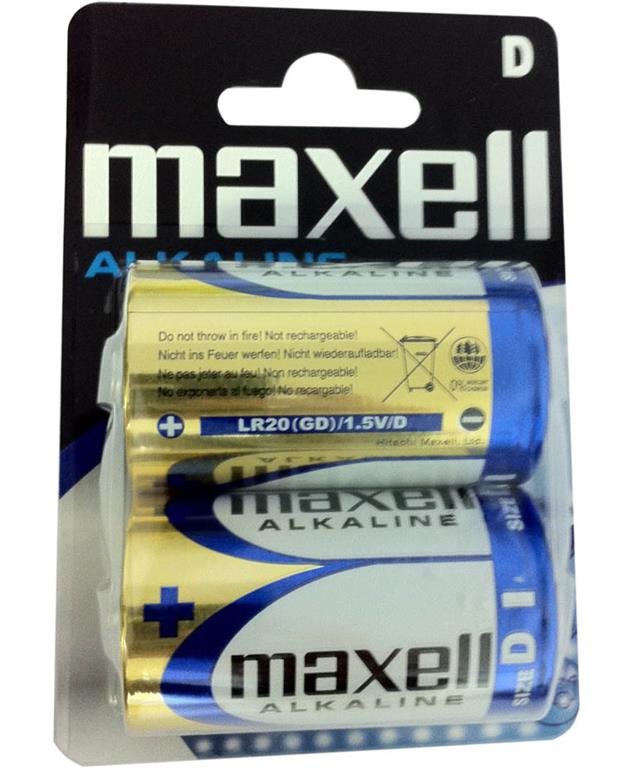 D
maxell
ALKALINE
ALKALINE
Do not throw in fire! Not rechargeable!
Nicht ins Feuer werfen! Nicht wiederaufladbar!
Ne pas jeter au feu! Non rechargeable!
No exponerla al fuego! No recargable!
0%
+ LR20(GD)/1.5V/D −
Hitachi Maxell, Ltd.
maxell
ALKALINE
SIZE
+
maxell
ALKALINE
SIZE D